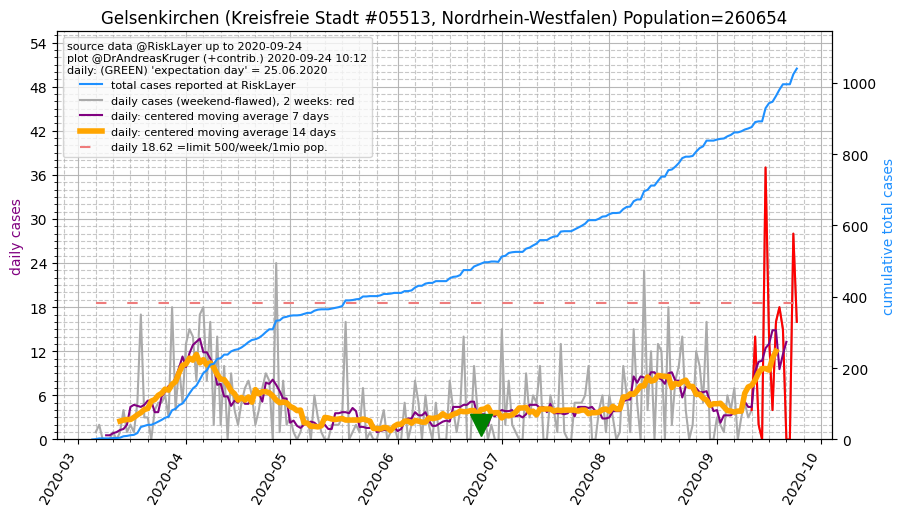 Gelsenkirchen (Kreisfreie Stadt #05513, Nordrhein-Westfalen) Population=260654
source data @RiskLayer up to 2020-09-24
plot @DrAndreasKruger (+contrib.) 2020-09-24 10:12
daily: (GREEN) 'expectation day' = 25.06.2020
total cases reported at RiskLayer
daily cases (weekend-flawed), 2 weeks: red
daily: centered moving average 7 days
daily: centered moving average 14 days
daily 18.62 =limit 500/week/1mio pop.
daily cases
54
48
42
36
30
24
18
12
6
0
1000
800
600
400
200
0
cumulative total cases
2020-03
2020-04
2020-05
2020-06
2020-07
2020-08
2020-09
2020-10